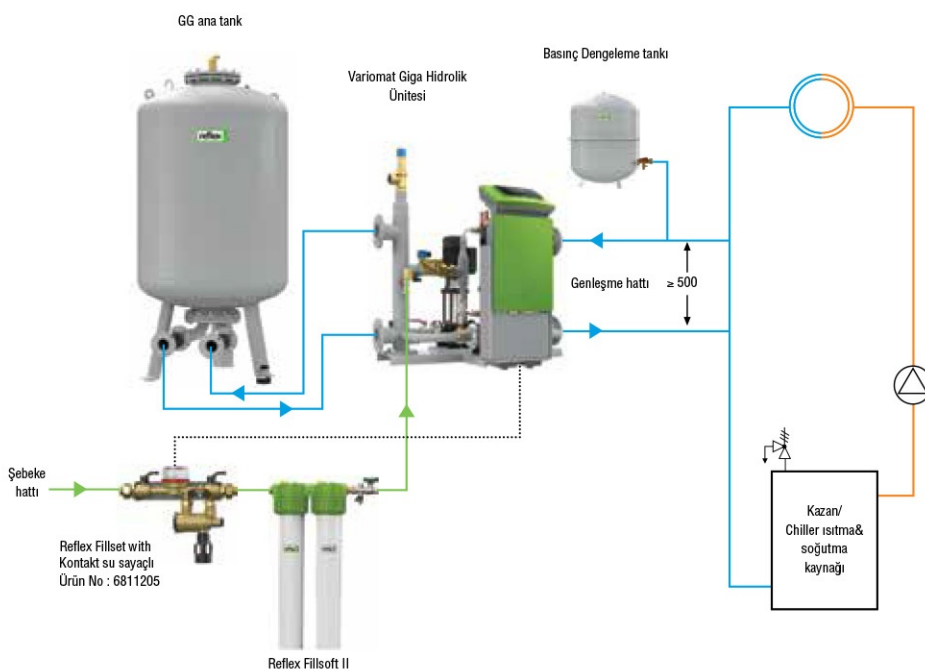 GG ana tank
Variomat Giga Hidrolik
Ünitesi
Basınç Dengeleme tankı
reflex
Genleşme hattı
≥ 500
Şebeke
hattı
Reflex Fillset with
Kontakt su sayaçlı
Ürün No : 6811205
Reflex Fillsoft II
Kazan/
Chiller ısıtma&
soğutma
kaynağı